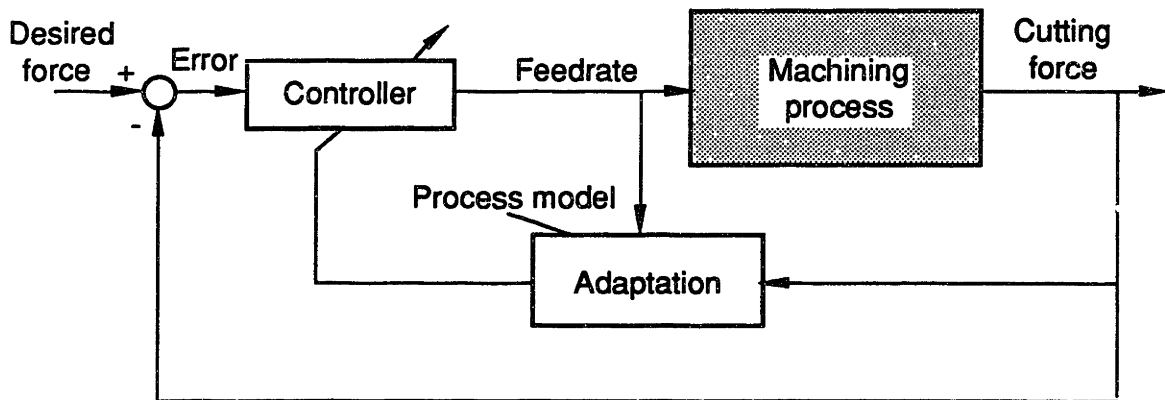 Desired
force
+
-
Error
Controller
Feedrate
Machining
process
Cutting
force
Process model
Adaptation